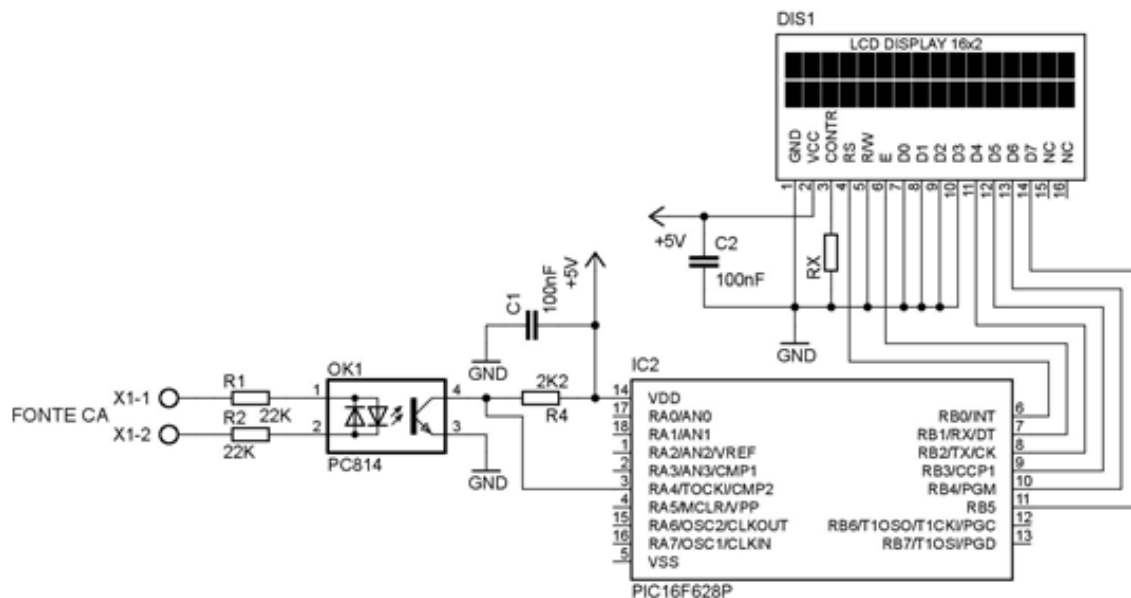 DIS1
LCD DISPLAY 16x2
GND
VCC
CONTR
RS
R/W
E
D0
D1
D2
D3
D4
D5
D6
D7
NC
NC
1
2
3
4
5
6
7
8
9
10
11
12
13
14
15
16
+5V
C2
100nF
RX
GND
C1
100nF
+5V
GND
OK1
FONTE CA
X1-1
R1
22K
1
4
2K2
R4
X1-2
R2
22K
2
3
PC814
GND
IC2
14 VDD
17 RA0/AN0
18 RA1/AN1
1 RA2/AN2/VREF
2 RA3/AN3/CMP1
3 RA4/TOCKI/CMP2
4 RA5/MCLR/VPP
15 RA6/OSC2/CLKOUT
16 RA7/OSC1/CLKIN
5 VSS
RB0/INT 6
RB1/RX/DT 7
RB2/TX/CK 8
RB3/CCP1 9
RB4/PGM 10
RB5 11
RB6/T1OSO/T1CKI/PGC 12
RB7/T1OSI/PGD 13
PIC16F628P